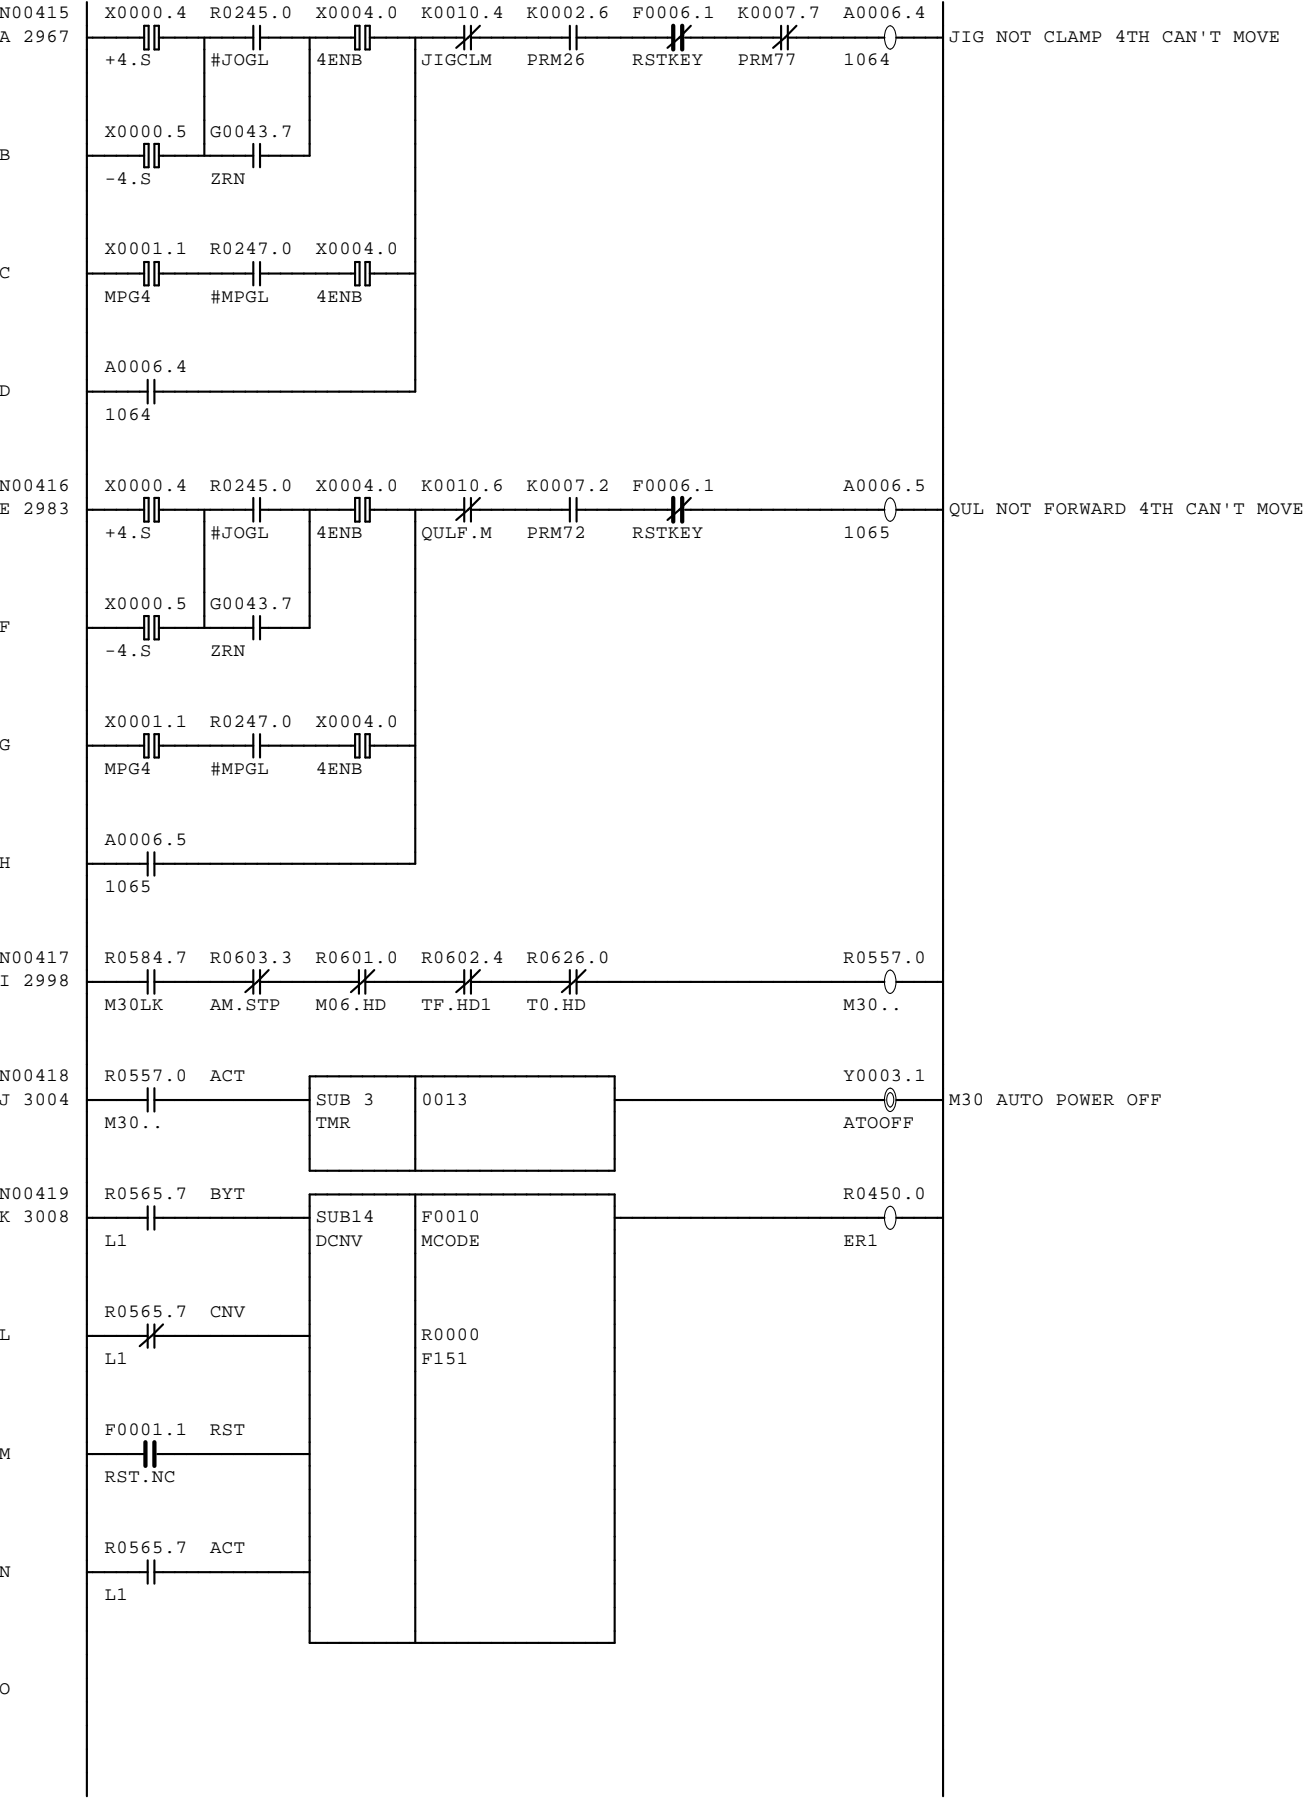 N00415 X0000.4 R0245.0 X0004.0 K0010.4 K0002.6 F0006.1 K0007.7 A0006.4
A 2967 JIG NOT CLAMP 4TH CAN'T MOVE
+4.S #JOGL 4ENB JIGCLM PRM26 RSTKEY PRM77 1064
X0000.5 G0043.7
B
-4.S ZRN
X0001.1 R0247.0 X0004.0
C
MPG4 #MPGL 4ENB
A0006.4
D
1064
N00416 X0000.4 R0245.0 X0004.0 K0010.6 K0007.2 F0006.1 A0006.5
E 2983 QUL NOT FORWARD 4TH CAN'T MOVE
+4.S #JOGL 4ENB QULF.M PRM72 RSTKEY 1065
X0000.5 G0043.7
F
-4.S ZRN
X0001.1 R0247.0 X0004.0
G
MPG4 #MPGL 4ENB
A0006.5
H
1065
N00417 R0584.7 R0603.3 R0601.0 R0602.4 R0626.0 R0557.0
I 2998
M30LK AM.STP M06.HD TF.HD1 T0.HD M30..
N00418 R0557.0 ACT Y0003.1
J 3004 SUB 3 0013 M30 AUTO POWER OFF
M30.. TMR ATOOFF
N00419 R0565.7 BYT R0450.0
K 3008 SUB14 F0010
L1 DCNV MCODE ER1
R0565.7 CNV
L R0000
L1 F151
F0001.1 RST
M
RST.NC
R0565.7 ACT
N
L1
O